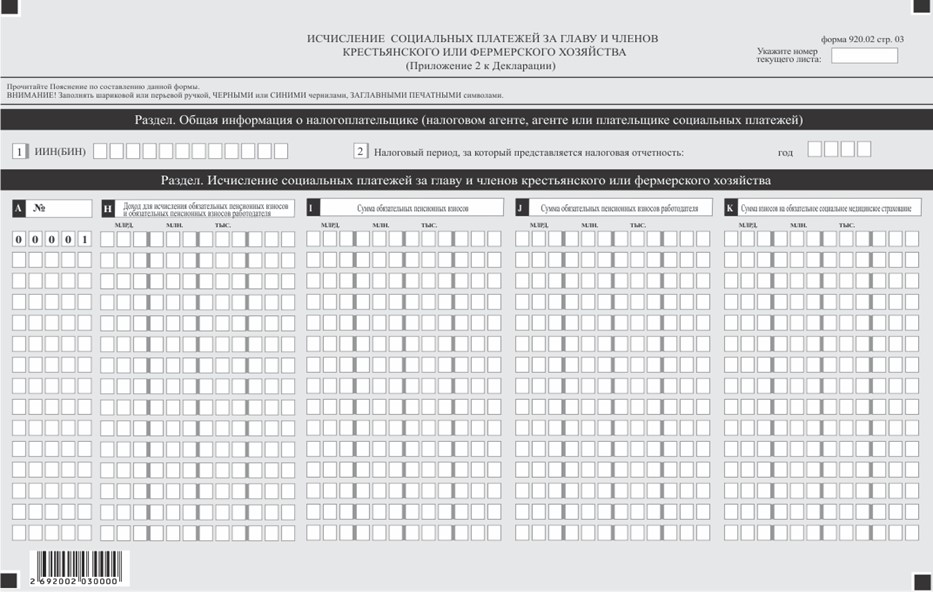 ИСЧИСЛЕНИЕ СОЦИАЛЬНЫХ ПЛАТЕЖЕЙ ЗА ГЛАВУ И ЧЛЕНОВ
КРЕСТЬЯНСКОГО ИЛИ ФЕРМЕРСКОГО ХОЗЯЙСТВА
(Приложение 2 к Декларации)
форма 920.02 стр. 03
Укажите номер
текущего листа:
Прочитайте Пояснение по составлению данной формы.
ВНИМАНИЕ! Заполнять шариковой или перьевой ручкой, ЧЕРНЫМИ или СИНИМИ чернилами, ЗАГЛАВНЫМИ ПЕЧАТНЫМИ символами.
Раздел. Общая информация о налогоплательщике (налоговом агенте, агенте или плательщике социальных платежей)
1 ИИН(БИН) 2 Налоговый период, за который представляется налоговая отчетность: год
Раздел. Исчисление социальных платежей за главу и членов крестьянского или фермерского хозяйства
A №
H Доход для исчисления обязательных пенсионных взносов
и обязательных пенсионных взносов работодателя
I Сумма обязательных пенсионных взносов
J Сумма обязательных пенсионных взносов работодателя
K Сумма взносов на обязательное социальное медицинское страхование
МЛРД. МЛН. ТЫС. МЛРД. МЛН. ТЫС. МЛРД. МЛН. ТЫС. МЛРД. МЛН. ТЫС.
0 0 0 0 1
2 692002 030000